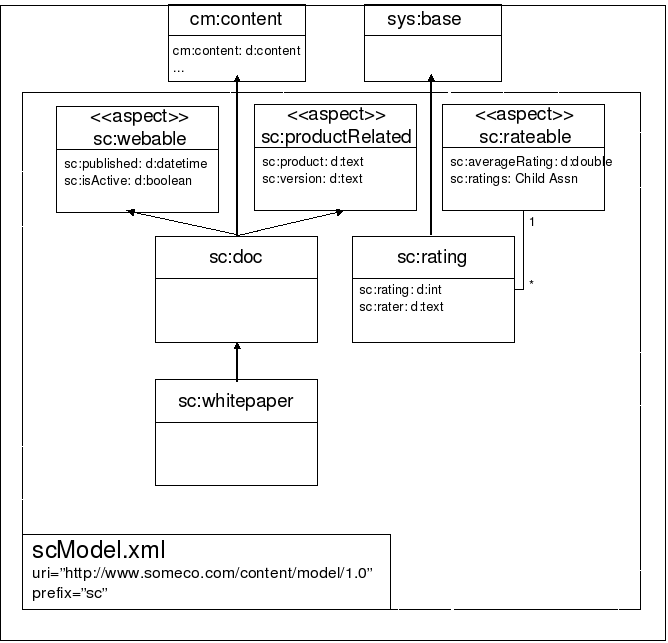 cm:content
cm:content: d:content
...
sys:base
<<aspect>>
sc:webable
sc:published: d:datetime
sc:isActive: d:boolean
<<aspect>>
sc:productRelated
sc:product: d:text
sc:version: d:text
<<aspect>>
sc:rateable
sc:averageRating: d:double
sc:ratings: Child Assn
1
*
sc:doc
sc:rating
sc:rating: d:int
sc:rater: d:text
sc:whitepaper
scModel.xml
uri="http://www.someco.com/content/model/1.0"
prefix="sc"